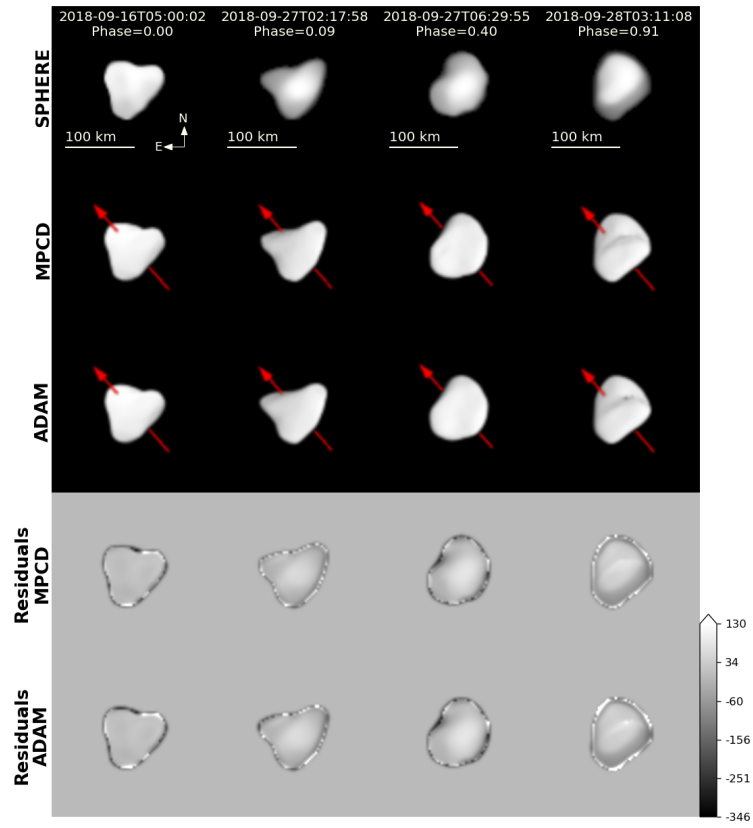 2018-09-16T05:00:02 2018-09-27T02:17:58 2018-09-27T06:29:55 2018-09-28T03:11:08
Phase=0.00 Phase=0.09 Phase=0.40 Phase=0.91
SPHERE
N
100 km E 100 km 100 km 100 km
MPCD
ADAM
Residuals
MPCD
130
34
-60
Residuals
ADAM
-156
-251
-346